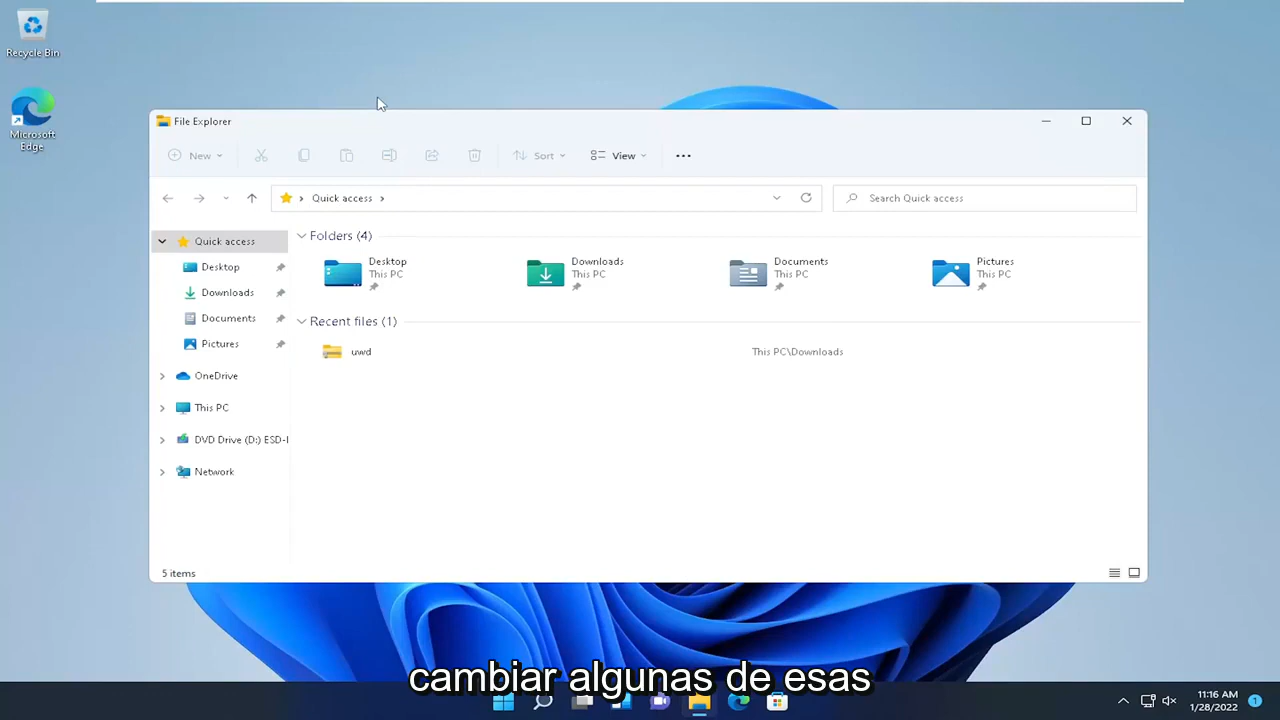 Recycle Bin
Microsoft
Edge
File Explorer
New
Sort
View
Quick access
Search Quick access
Quick access
Desktop
Downloads
Documents
Pictures
OneDrive
This PC
DVD Drive (D:) ESD-I
Network
Folders (4)
Desktop
This PC
Downloads
This PC
Documents
This PC
Pictures
This PC
Recent files (1)
uwd
This PC\Downloads
5 items
cambiar algunas de esas
11:16 AM
1/28/2022
1